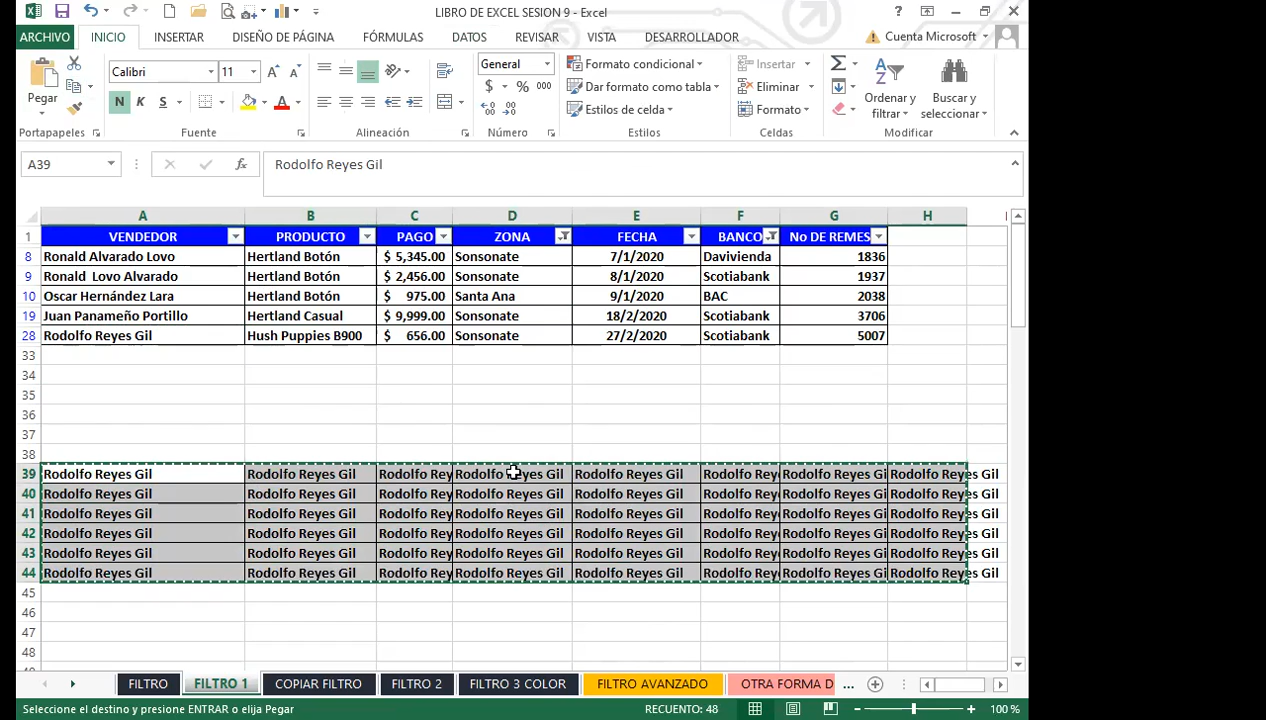 LIBRO DE EXCEL SESION 9 - Excel
ARCHIVO INICIO INSERTAR DISEÑO DE PÁGINA FÓRMULAS DATOS REVISAR VISTA DESARROLLADOR Cuenta Microsoft
Calibri 11 General Formato condicional Insertar
Pegar N K S A $ % 000 Dar formato como tabla Eliminar Ordenar y filtrar Buscar y seleccionar
Estilos de celda Formato
Portapapeles Fuente Alineación Número Estilos Celdas Modificar
A39 fx Rodolfo Reyes Gil
A B C D E F G H
1 VENDEDOR PRODUCTO PAGO ZONA FECHA BANCO No DE REMES
8 Ronald Alvarado Lovo Hertland Botón $ 5,345.00 Sonsonate 7/1/2020 Davivienda 1836
9 Ronald  Lovo Alvarado Hertland Botón $ 2,456.00 Sonsonate 8/1/2020 Scotiabank 1937
10 Oscar Hernández Lara Hertland Botón $ 975.00 Santa Ana 9/1/2020 BAC 2038
19 Juan Panameño Portillo Hertland Casual $ 9,999.00 Sonsonate 18/2/2020 Scotiabank 3706
28 Rodolfo Reyes Gil Hush Puppies B900 $ 656.00 Sonsonate 27/2/2020 Scotiabank 5007
33
34
35
36
37
38
39 Rodolfo Reyes Gil Rodolfo Reyes Gil Rodolfo Rey Rodolfo Reyes Gil Rodolfo Reyes Gil Rodolfo Rey Rodolfo Reyes Gi Rodolfo Reyes Gil
40 Rodolfo Reyes Gil Rodolfo Reyes Gil Rodolfo Rey Rodolfo Reyes Gil Rodolfo Reyes Gil Rodolfo Rey Rodolfo Reyes Gi Rodolfo Reyes Gil
41 Rodolfo Reyes Gil Rodolfo Reyes Gil Rodolfo Rey Rodolfo Reyes Gil Rodolfo Reyes Gil Rodolfo Rey Rodolfo Reyes Gi Rodolfo Reyes Gil
42 Rodolfo Reyes Gil Rodolfo Reyes Gil Rodolfo Rey Rodolfo Reyes Gil Rodolfo Reyes Gil Rodolfo Rey Rodolfo Reyes Gi Rodolfo Reyes Gil
43 Rodolfo Reyes Gil Rodolfo Reyes Gil Rodolfo Rey Rodolfo Reyes Gil Rodolfo Reyes Gil Rodolfo Rey Rodolfo Reyes Gi Rodolfo Reyes Gil
44 Rodolfo Reyes Gil Rodolfo Reyes Gil Rodolfo Rey Rodolfo Reyes Gil Rodolfo Reyes Gil Rodolfo Rey Rodolfo Reyes Gi Rodolfo Reyes Gil
45
46
47
48
FILTRO FILTRO 1 COPIAR FILTRO FILTRO 2 FILTRO 3 COLOR FILTRO AVANZADO OTRA FORMA D ...
Seleccione el destino y presione ENTRAR o elija Pegar RECUENTO: 48 100 %